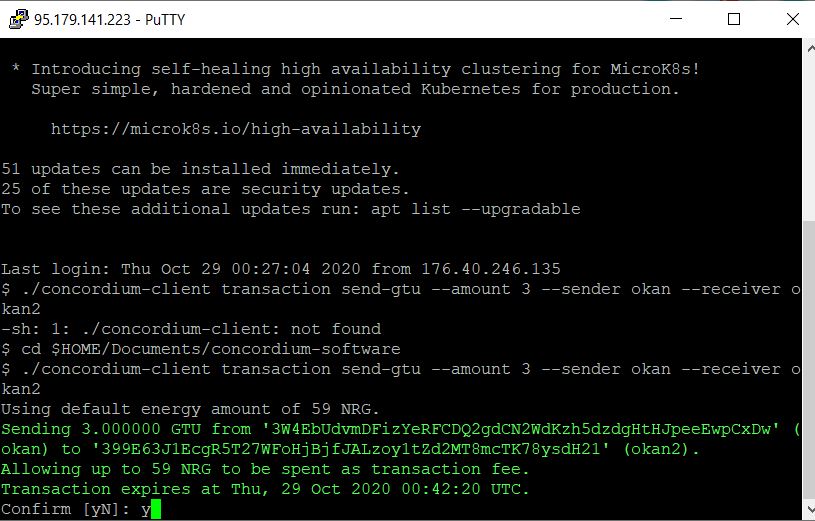 95.179.141.223 - PuTTY
* Introducing self-healing high availability clustering for MicroK8s!
Super simple, hardened and opinionated Kubernetes for production.
https://microk8s.io/high-availability
51 updates can be installed immediately.
25 of these updates are security updates.
To see these additional updates run: apt list --upgradable
Last login: Thu Oct 29 00:27:04 2020 from 176.40.246.135
$ ./concordium-client transaction send-gtu --amount 3 --sender okan --receiver o
kan2
-sh: 1: ./concordium-client: not found
$ cd $HOME/Documents/concordium-software
$ ./concordium-client transaction send-gtu --amount 3 --sender okan --receiver o
kan2
Using default energy amount of 59 NRG.
Sending 3.000000 GTU from '3W4EbUdvmDFizYeRFCDQ2gdCN2WdKzh5dzdgHtHJpeeEwpCxDw' (
okan) to '399E63J1EcgR5T27WFoHjBjfJALzoy1tZd2MT8mcTK78ysdH21' (okan2).
Allowing up to 59 NRG to be spent as transaction fee.
Transaction expires at Thu, 29 Oct 2020 00:42:20 UTC.
Confirm [yN]: y